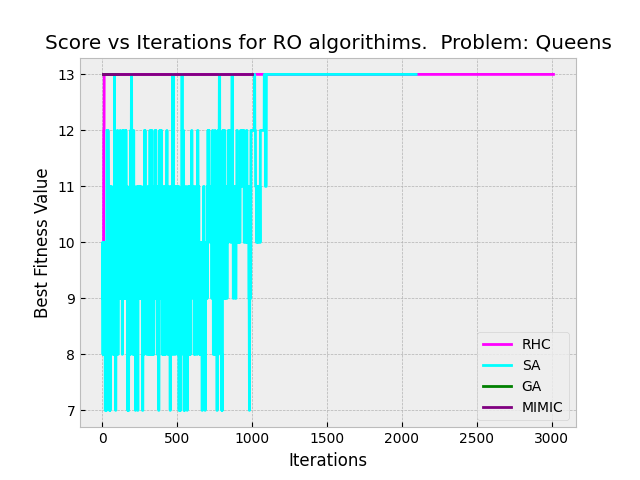 Score vs Iterations for RO algorithims.  Problem: Queens
13
12
11
10
9
8
7
Best Fitness Value
0 500 1000 1500 2000 2500 3000
Iterations
RHC
SA
GA
MIMIC